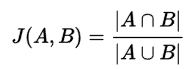 J(A, B) = |A ∩ B| / |A ∪ B|